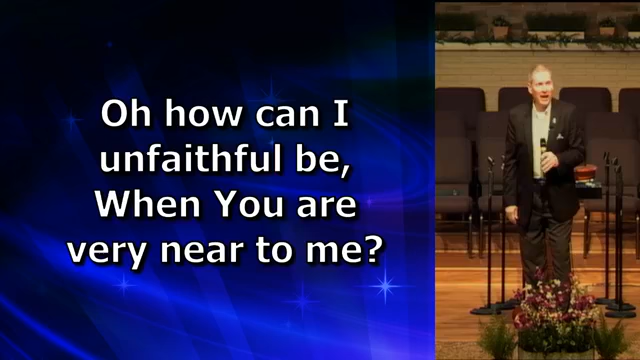 Oh how can I
unfaithful be,
When You are
very near to me?